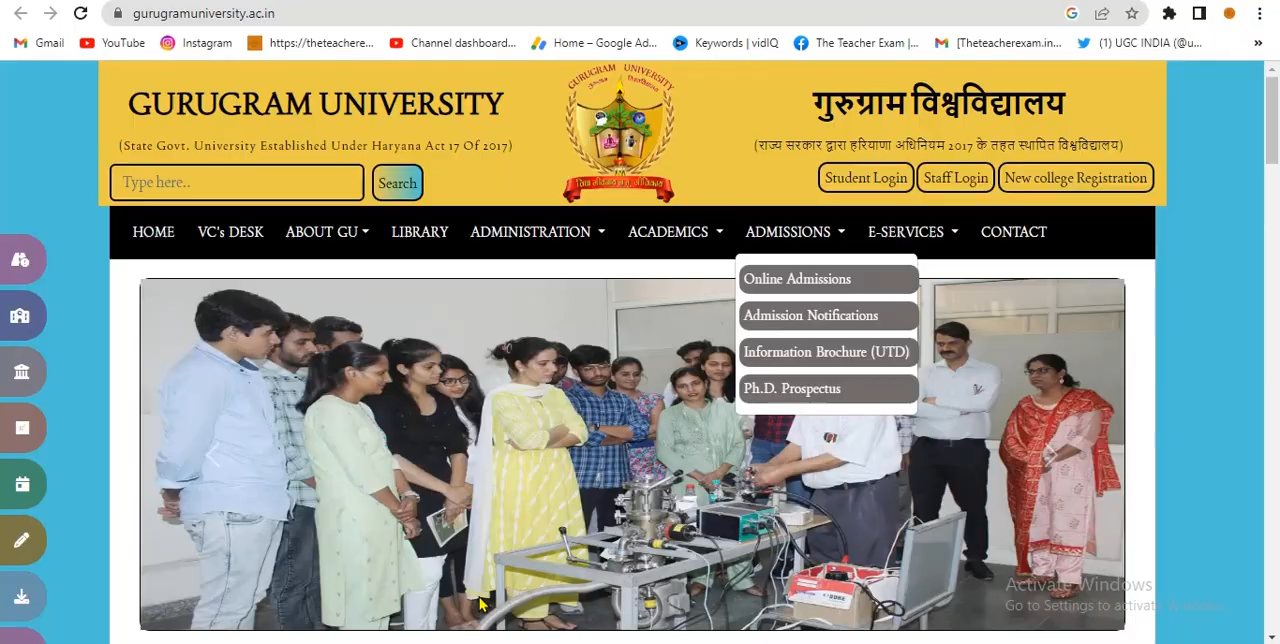 gurugramuniversity.ac.in
Gmail
YouTube
Instagram
https://theteachere...
Channel dashboard...
Home – Google Ad...
Keywords | vidIQ
The Teacher Exam |...
[Theteacherexam.in...
(1) UGC INDIA (@u...
»
GURUGRAM UNIVERSITY
(State Govt. University Established Under Haryana Act 17 Of 2017)
GURUGRAM UNIVERSITY
गुरुग्राम विश्वविद्यालय
(राज्य सरकार द्वारा हरियाणा अधिनियम 2017 के तहत स्थापित विश्वविद्यालय)
Type here..
Search
Student Login
Staff Login
New college Registration
HOME
VC's DESK
ABOUT GU
LIBRARY
ADMINISTRATION
ACADEMICS
ADMISSIONS
E-SERVICES
CONTACT
Online Admissions
Admission Notifications
Information Brochure (UTD)
Ph.D. Prospectus
Activate Windows
Go to Settings to activate